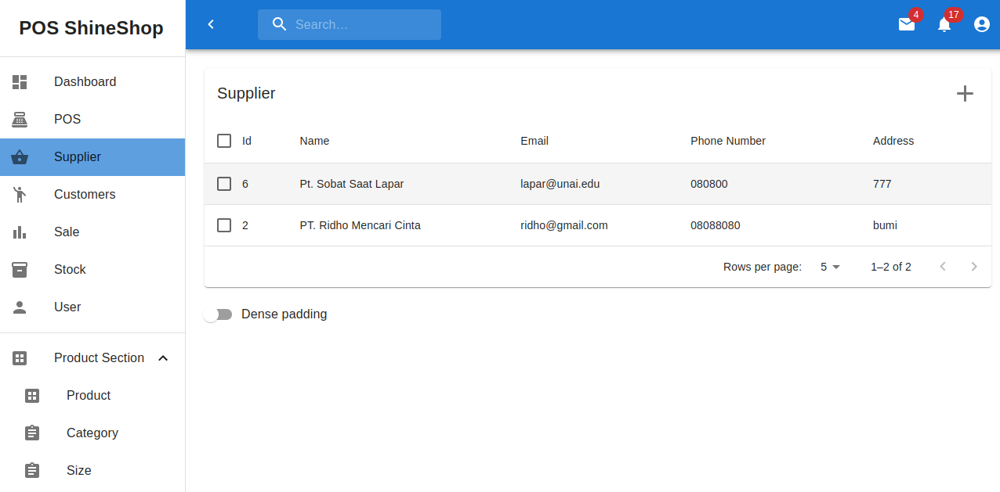 POS ShineShop
Search…
4
17
Dashboard
POS
Supplier
Customers
Sale
Stock
User
Product Section
Product
Category
Size
Supplier
Id Name Email Phone Number Address
6 Pt. Sobat Saat Lapar lapar@unai.edu 080800 777
2 PT. Ridho Mencari Cinta ridho@gmail.com 08088080 bumi
Rows per page: 5 1–2 of 2
Dense padding